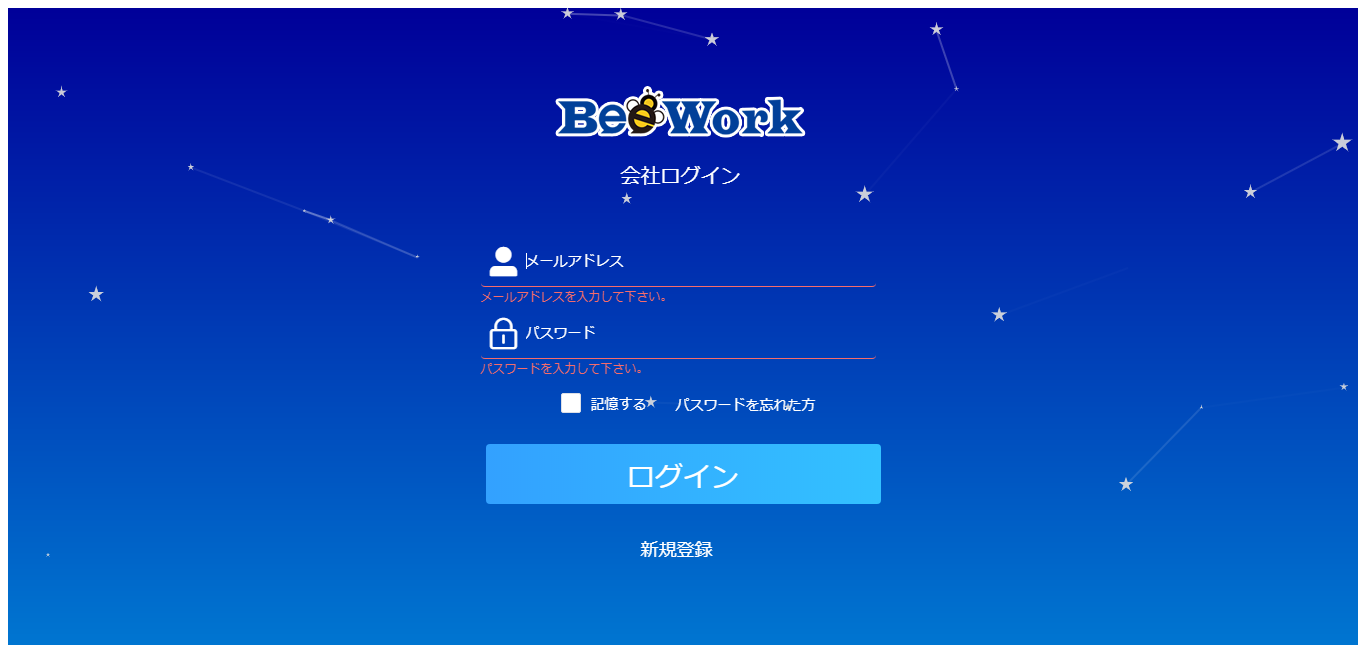 BeeWork
会社ログイン
メールアドレス
メールアドレスを入力して下さい。
パスワード
パスワードを入力して下さい。
記憶する パスワードを忘れた方
ログイン
新規登録